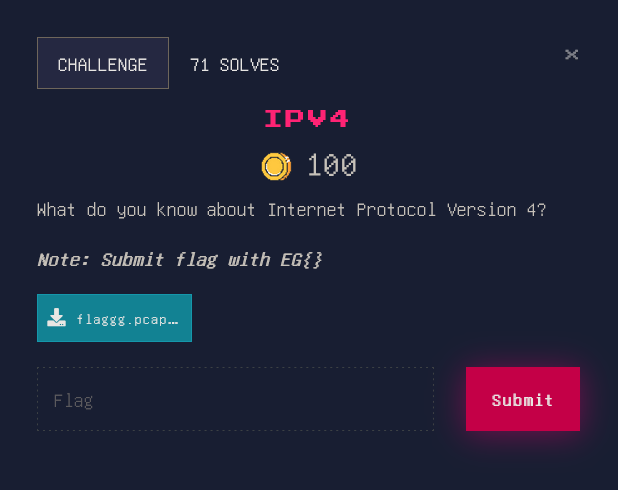 CHALLENGE 71 SOLVES ×
IPV4
100
What do you know about Internet Protocol Version 4?
Note: Submit flag with EG{}
flaggg.pcap…
Flag Submit